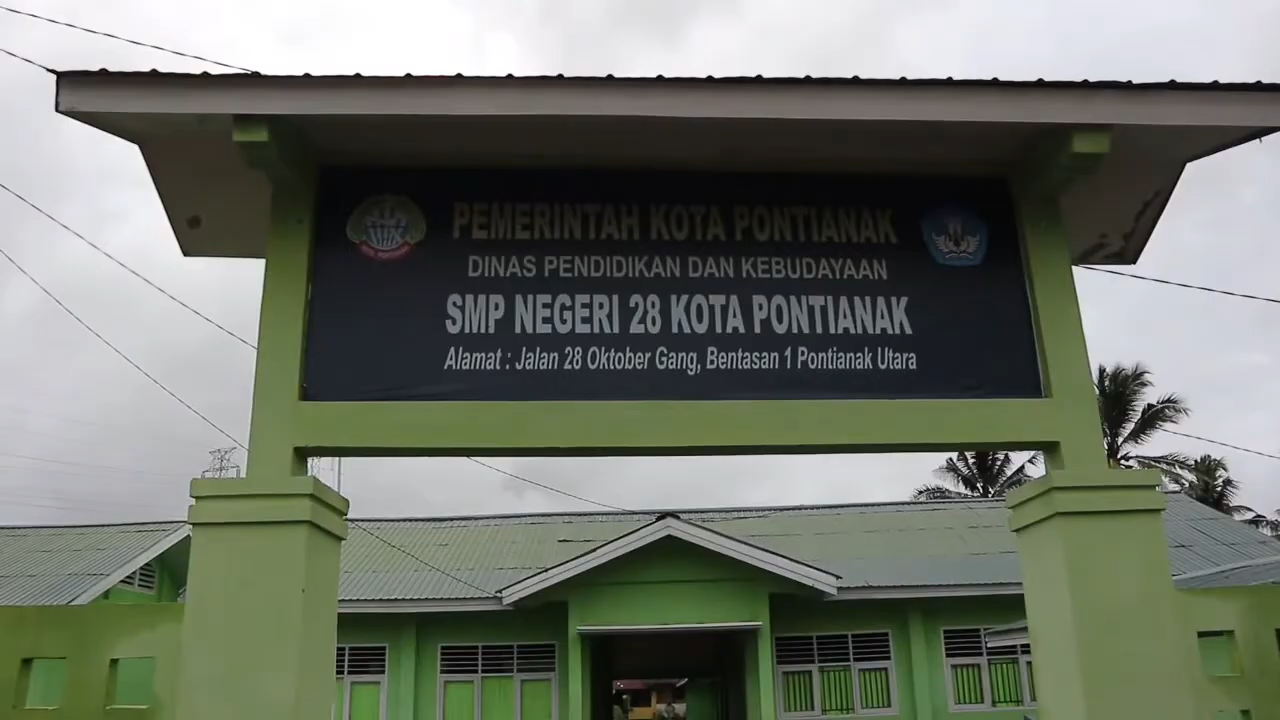 PEMERINTAH KOTA PONTIANAK
DINAS PENDIDIKAN DAN KEBUDAYAAN
SMP NEGERI 28 KOTA PONTIANAK
Alamat : Jalan 28 Oktober Gang, Bentasan 1 Pontianak Utara